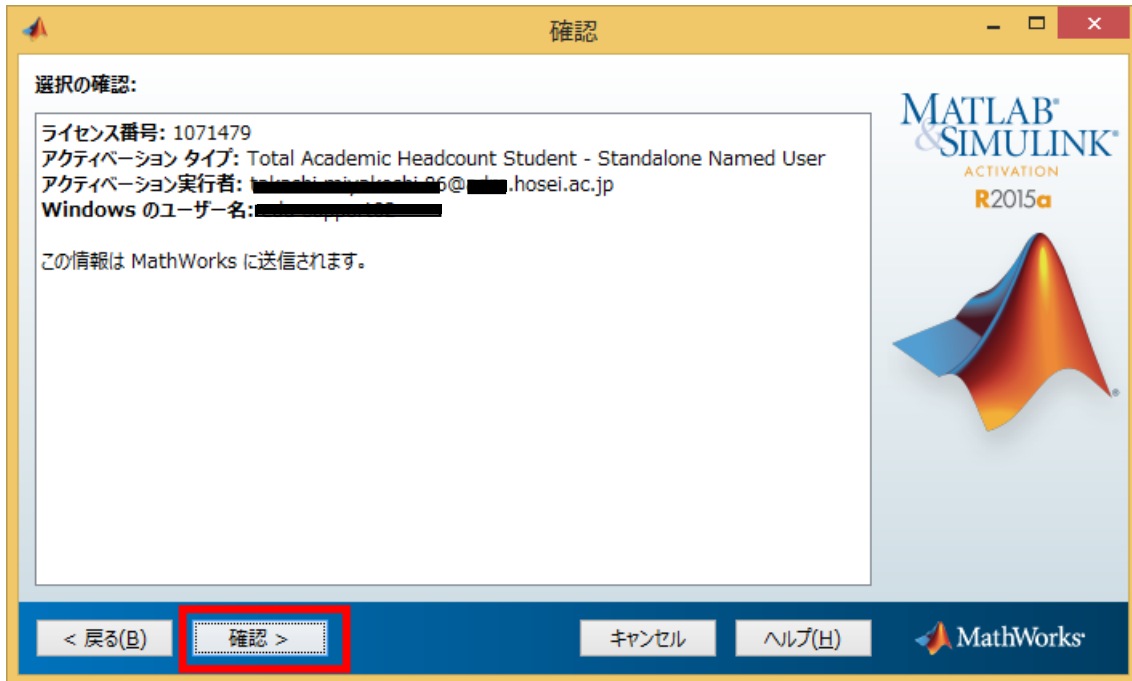 確認
選択の確認:
ライセンス番号: 1071479
アクティベーション タイプ: Total Academic Headcount Student - Standalone Named User
アクティベーション実行者: @ .hosei.ac.jp
Windows のユーザー名:
この情報は MathWorks に送信されます。
MATLAB®
&SIMULINK®
ACTIVATION
R2015a
< 戻る(B)
確認 >
キャンセル
ヘルプ(H)
MathWorks®